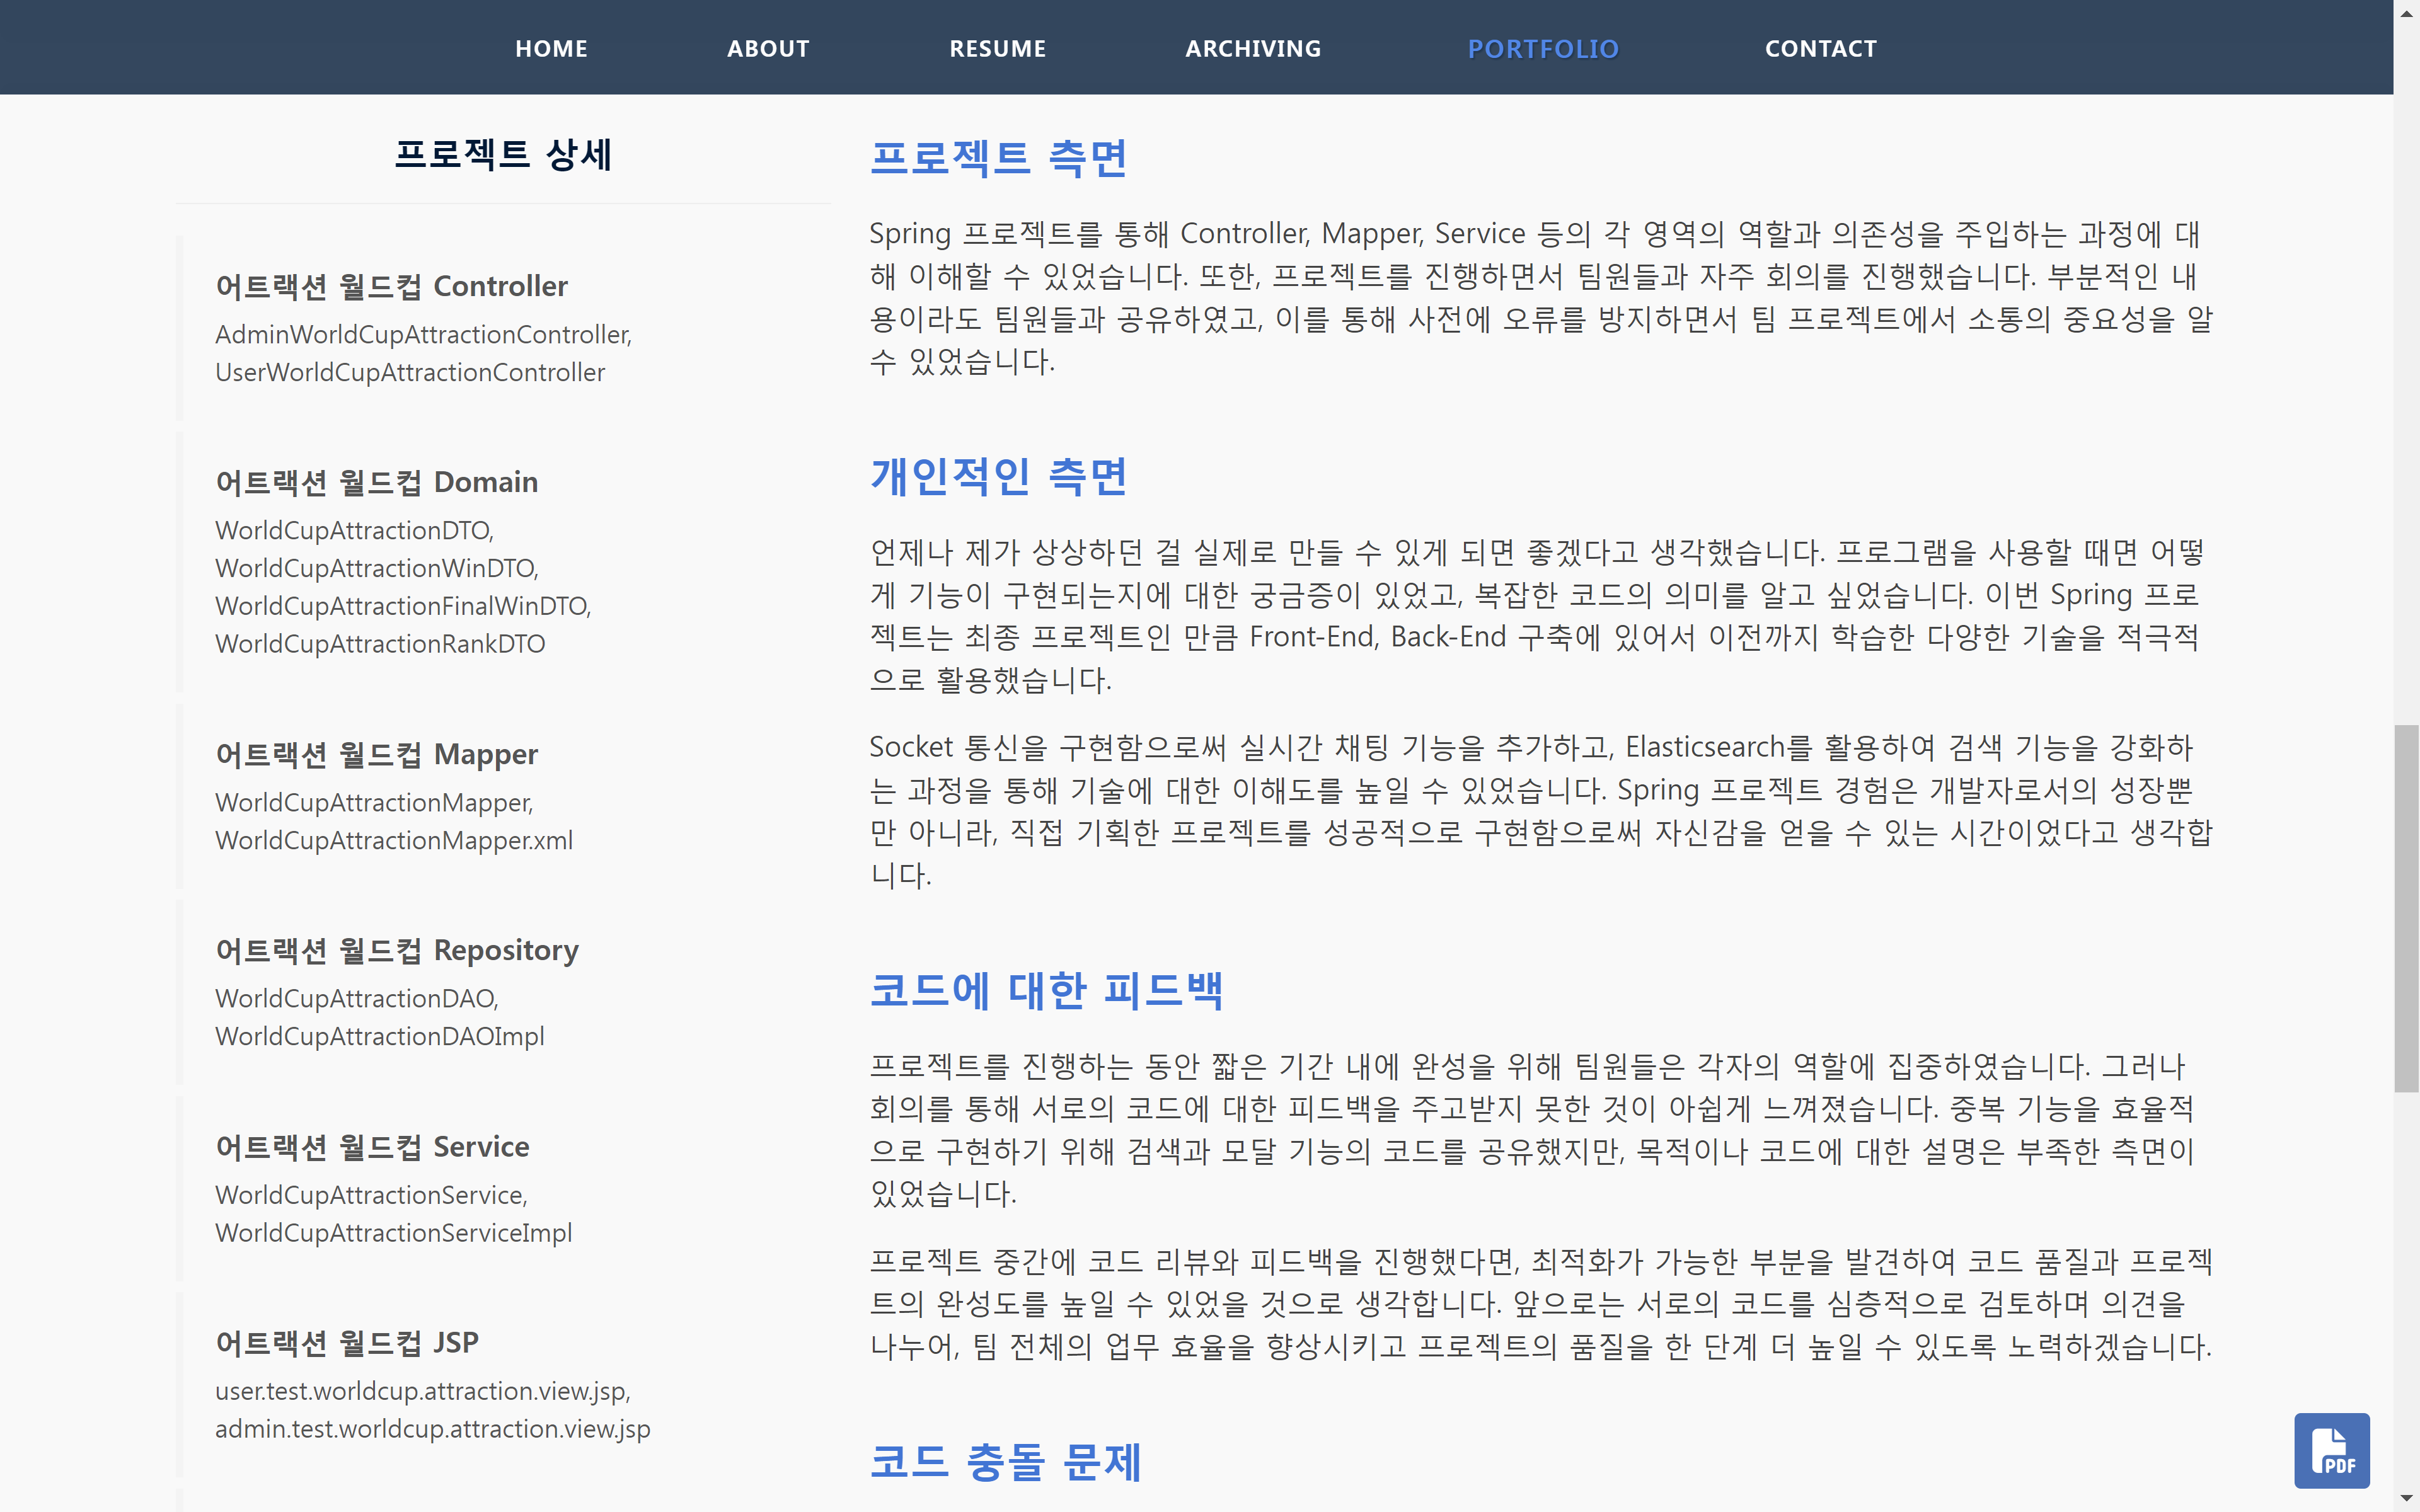 HOME ABOUT RESUME ARCHIVING PORTFOLIO CONTACT
프로젝트 상세
어트랙션 월드컵 Controller
AdminWorldCupAttractionController,
UserWorldCupAttractionController
어트랙션 월드컵 Domain
WorldCupAttractionDTO,
WorldCupAttractionWinDTO,
WorldCupAttractionFinalWinDTO,
WorldCupAttractionRankDTO
어트랙션 월드컵 Mapper
WorldCupAttractionMapper,
WorldCupAttractionMapper.xml
어트랙션 월드컵 Repository
WorldCupAttractionDAO,
WorldCupAttractionDAOImpl
어트랙션 월드컵 Service
WorldCupAttractionService,
WorldCupAttractionServiceImpl
어트랙션 월드컵 JSP
user.test.worldcup.attraction.view.jsp,
admin.test.worldcup.attraction.view.jsp
프로젝트 측면
Spring 프로젝트를 통해 Controller, Mapper, Service 등의 각 영역의 역할과 의존성을 주입하는 과정에 대
해 이해할 수 있었습니다. 또한, 프로젝트를 진행하면서 팀원들과 자주 회의를 진행했습니다. 부분적인 내
용이라도 팀원들과 공유하였고, 이를 통해 사전에 오류를 방지하면서 팀 프로젝트에서 소통의 중요성을 알
수 있었습니다.
개인적인 측면
언제나 제가 상상하던 걸 실제로 만들 수 있게 되면 좋겠다고 생각했습니다. 프로그램을 사용할 때면 어떻
게 기능이 구현되는지에 대한 궁금증이 있었고, 복잡한 코드의 의미를 알고 싶었습니다. 이번 Spring 프로
젝트는 최종 프로젝트인 만큼 Front-End, Back-End 구축에 있어서 이전까지 학습한 다양한 기술을 적극적
으로 활용했습니다.
Socket 통신을 구현함으로써 실시간 채팅 기능을 추가하고, Elasticsearch를 활용하여 검색 기능을 강화하
는 과정을 통해 기술에 대한 이해도를 높일 수 있었습니다. Spring 프로젝트 경험은 개발자로서의 성장뿐
만 아니라, 직접 기획한 프로젝트를 성공적으로 구현함으로써 자신감을 얻을 수 있는 시간이었다고 생각합
니다.
코드에 대한 피드백
프로젝트를 진행하는 동안 짧은 기간 내에 완성을 위해 팀원들은 각자의 역할에 집중하였습니다. 그러나
회의를 통해 서로의 코드에 대한 피드백을 주고받지 못한 것이 아쉽게 느껴졌습니다. 중복 기능을 효율적
으로 구현하기 위해 검색과 모달 기능의 코드를 공유했지만, 목적이나 코드에 대한 설명은 부족한 측면이
있었습니다.
프로젝트 중간에 코드 리뷰와 피드백을 진행했다면, 최적화가 가능한 부분을 발견하여 코드 품질과 프로젝
트의 완성도를 높일 수 있었을 것으로 생각합니다. 앞으로는 서로의 코드를 심층적으로 검토하며 의견을
나누어, 팀 전체의 업무 효율을 향상시키고 프로젝트의 품질을 한 단계 더 높일 수 있도록 노력하겠습니다.
코드 충돌 문제
PDF